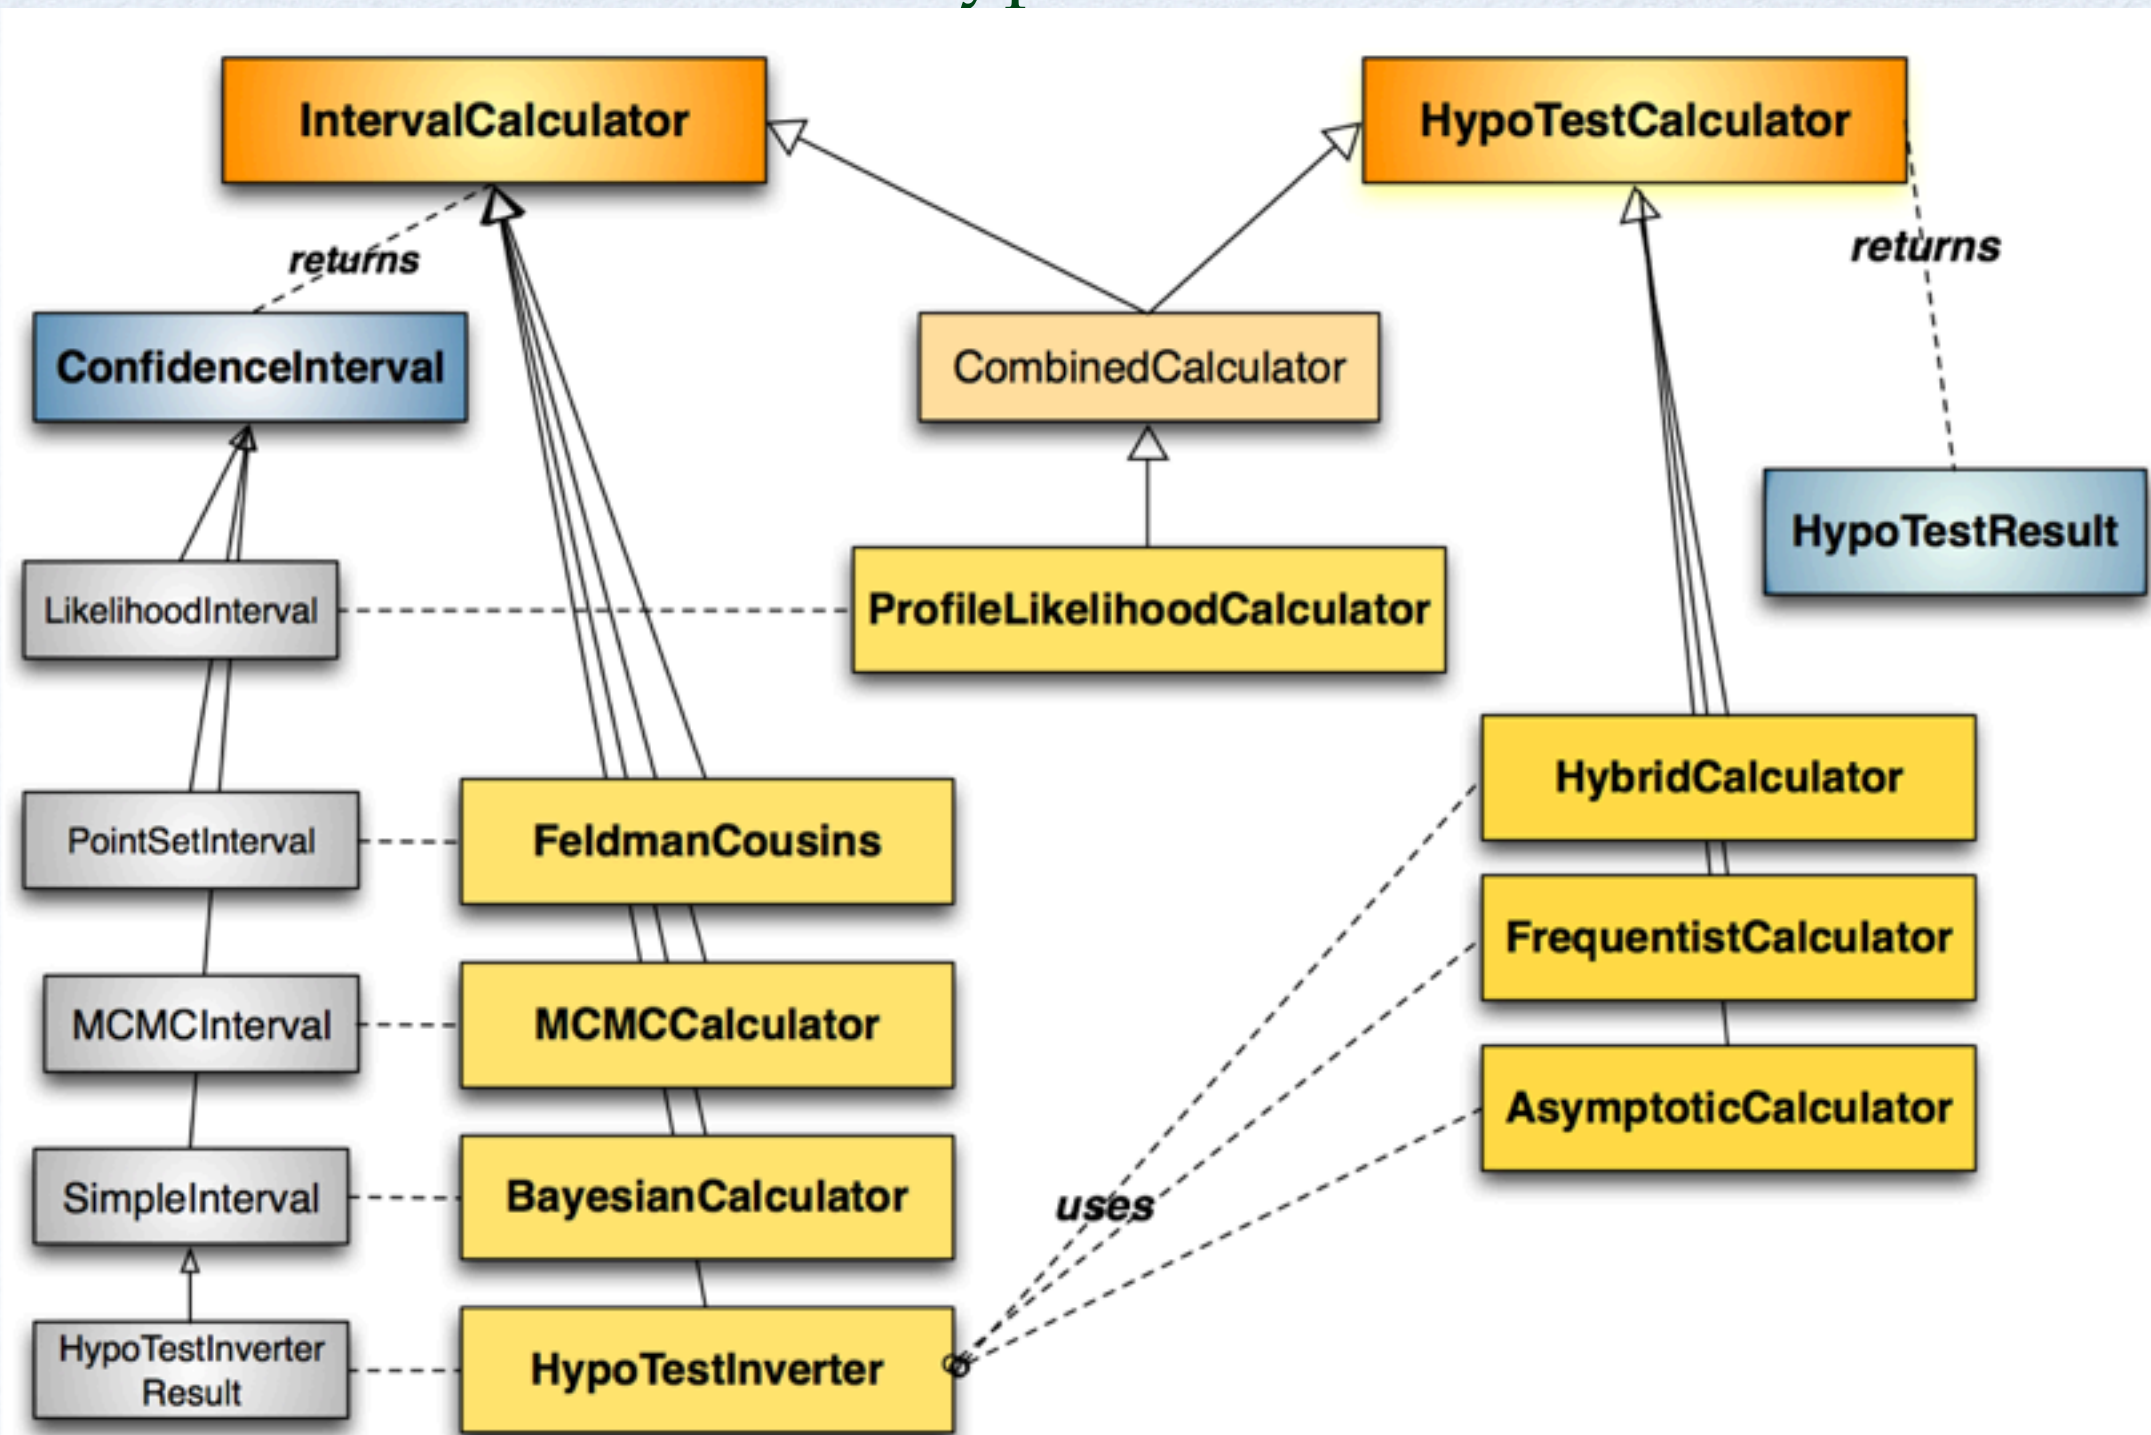 IntervalCalculator
HypoTestCalculator
returns
returns
ConfidenceInterval
CombinedCalculator
HypoTestResult
LikelihoodInterval
ProfileLikelihoodCalculator
HybridCalculator
PointSetInterval
FeldmanCousins
FrequentistCalculator
MCMCInterval
MCMCCalculator
AsymptoticCalculator
SimpleInterval
BayesianCalculator
uses
HypoTestInverter
Result
HypoTestInverter